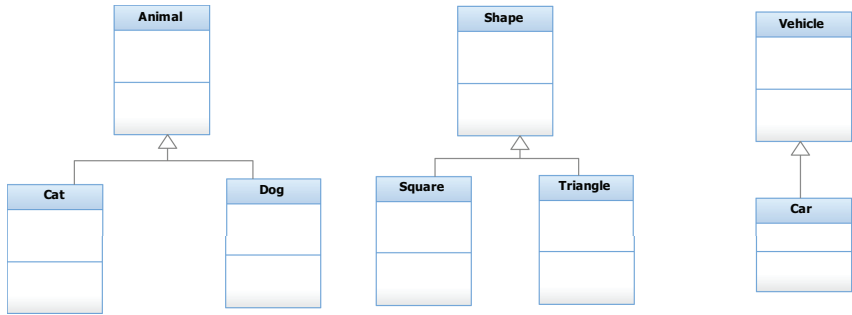 Animal
Shape
Vehicle
Cat
Dog
Square
Triangle
Car